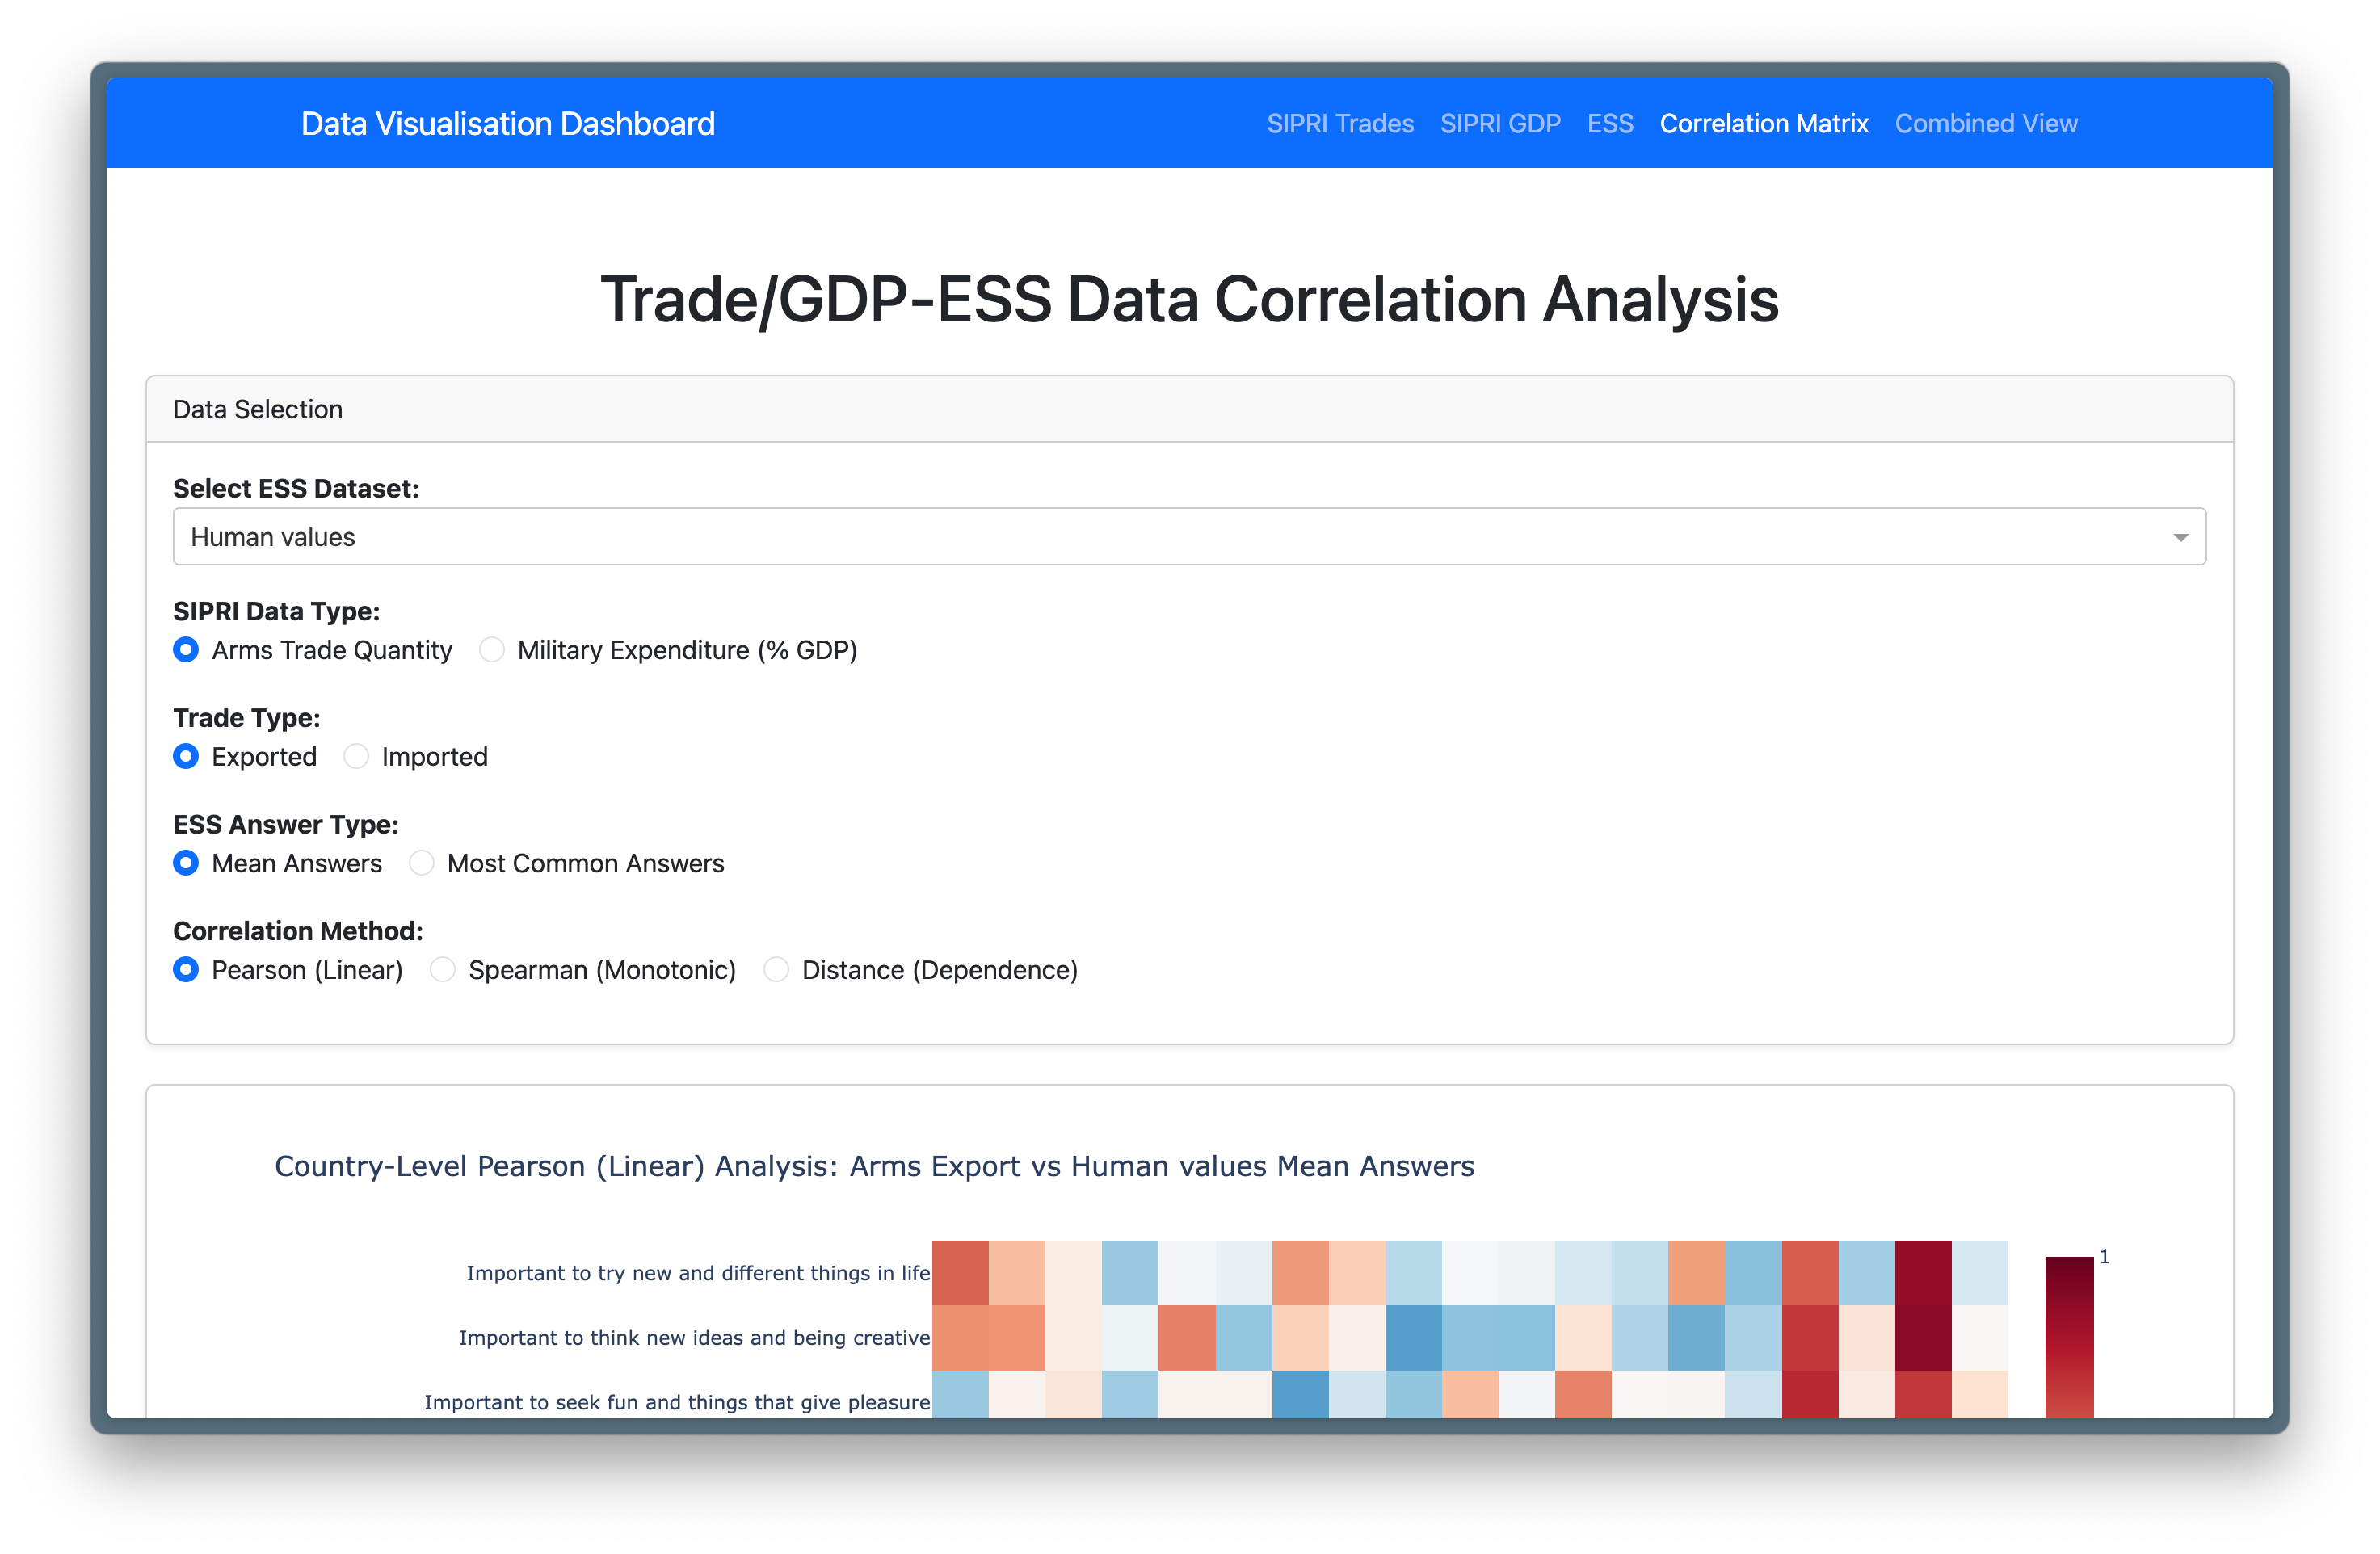 Data Visualisation Dashboard
SIPRI Trades SIPRI GDP ESS Correlation Matrix Combined View
Trade/GDP-ESS Data Correlation Analysis
Data Selection
Select ESS Dataset:
Human values
SIPRI Data Type:
Arms Trade Quantity Military Expenditure (% GDP)
Trade Type:
Exported Imported
ESS Answer Type:
Mean Answers Most Common Answers
Correlation Method:
Pearson (Linear) Spearman (Monotonic) Distance (Dependence)
Country-Level Pearson (Linear) Analysis: Arms Export vs Human values Mean Answers
1
Important to try new and different things in life
Important to think new ideas and being creative
Important to seek fun and things that give pleasure